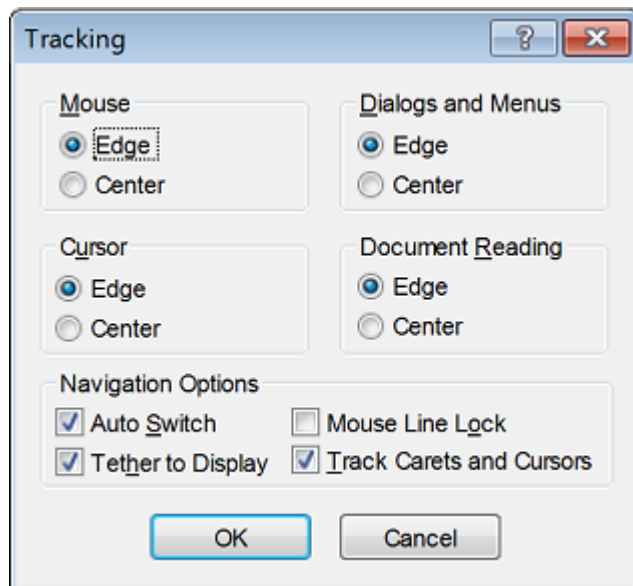 Tracking
Mouse
Edge
Center
Dialogs and Menus
Edge
Center
Cursor
Edge
Center
Document Reading
Edge
Center
Navigation Options
Auto Switch
Mouse Line Lock
Tether to Display
Track Carets and Cursors
OK
Cancel